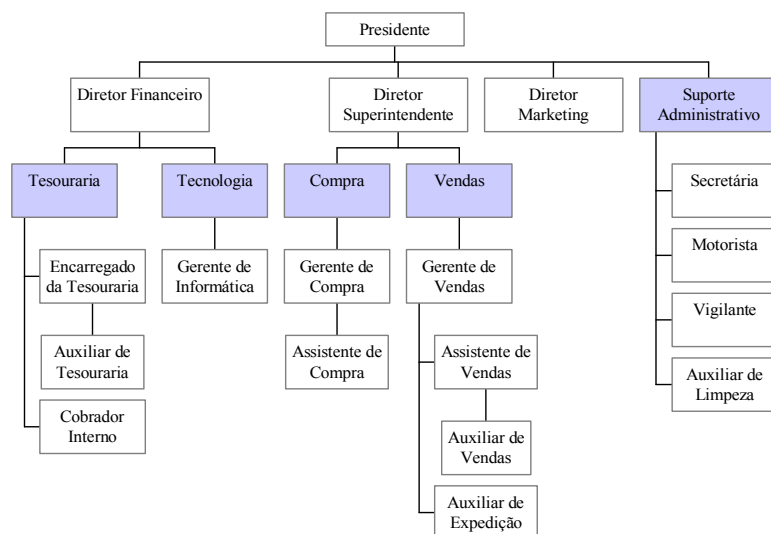 Presidente
Diretor Financeiro
Diretor
Superintendente
Diretor
Marketing
Suporte
Administrativo
Tesouraria
Tecnologia
Compra
Vendas
Secretária
Encarregado
da Tesouraria
Gerente de
Informática
Gerente de
Compra
Gerente de
Vendas
Motorista
Vigilante
Auxiliar de
Tesouraria
Assistente de
Compra
Assistente de
Vendas
Auxiliar de
Limpeza
Cobrador
Interno
Auxiliar de
Vendas
Auxiliar de
Expedição